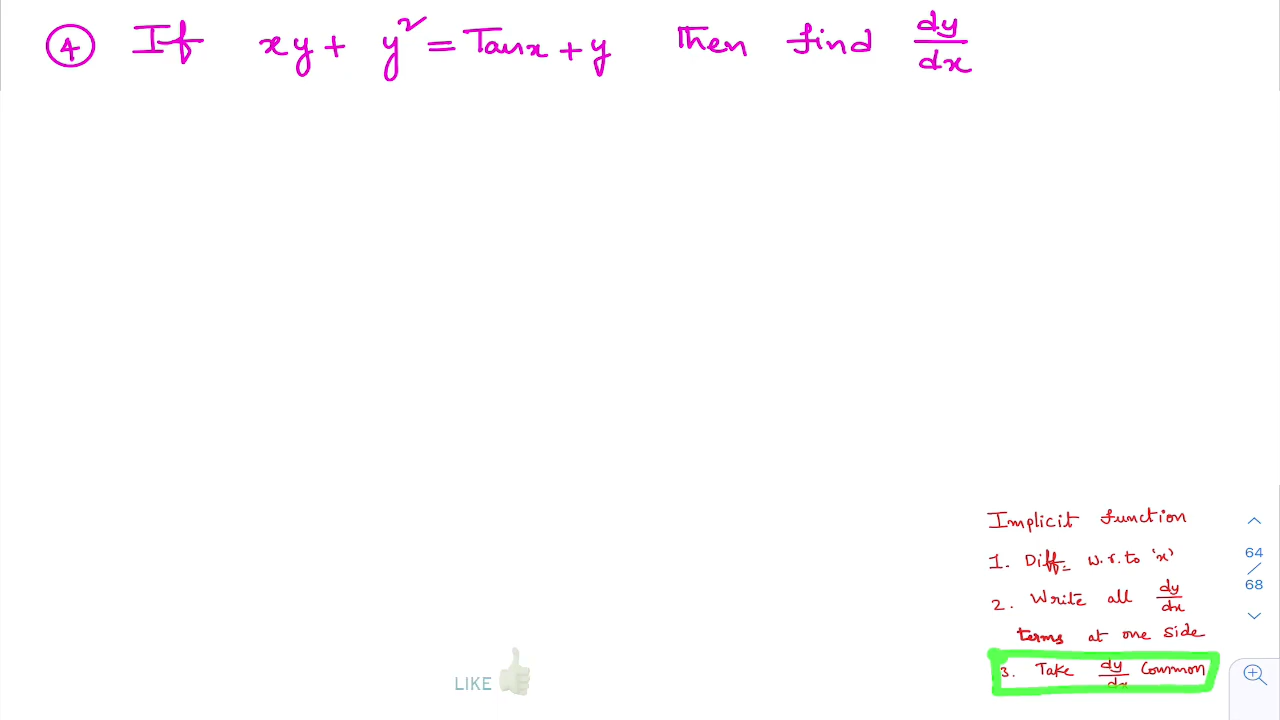 ④ If xy + y² = Tanx + y Then find dy/dx
Implicit function
1. Diff= w.r.to 'x'
2. Write all dy/dx
terms at one side
3. Take dy/dx Common
64
/
68
LIKE